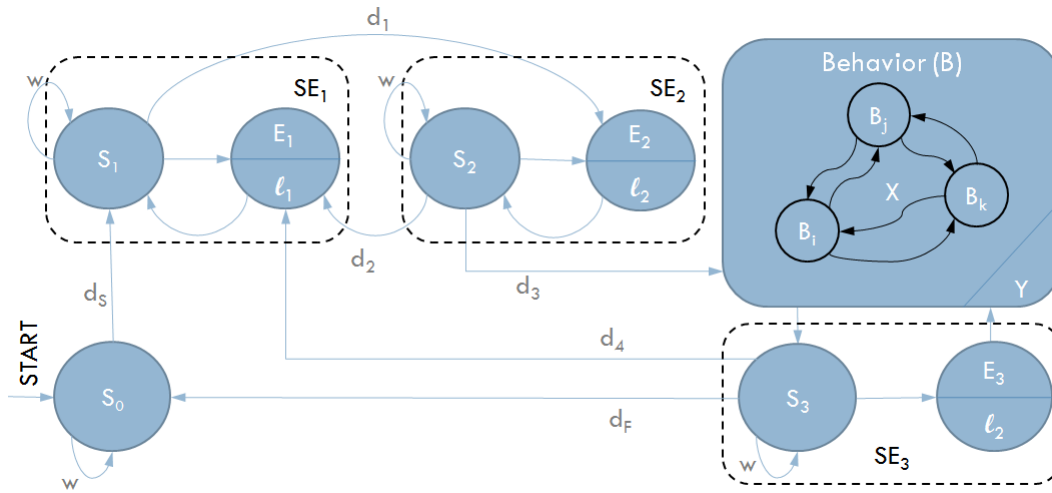 d1
w
SE1
S1
E1
ℓ1
w
SE2
S2
E2
ℓ2
Behavior (B)
Bj
X
Bk
Bi
Y
d2
d3
dS
START
S0
w
d4
dF
S3
w
E3
ℓ2
SE3